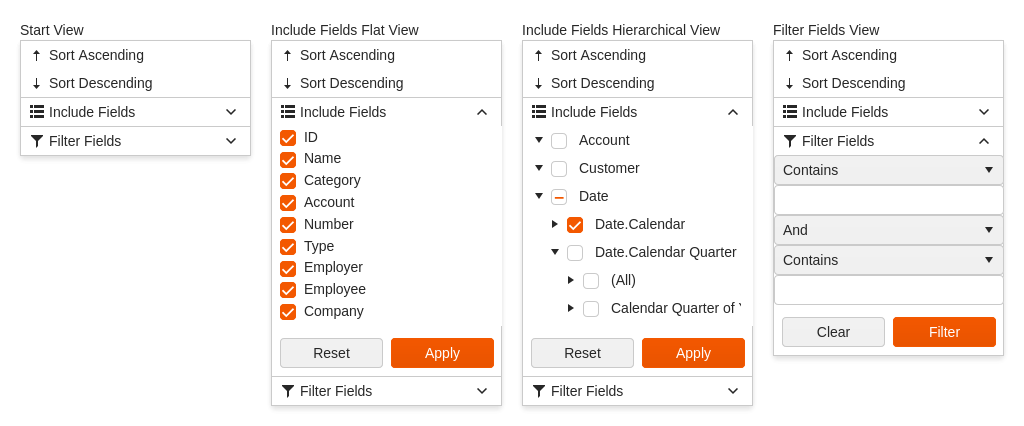 Start View
Sort Ascending
Sort Descending
Include Fields
Filter Fields
Include Fields Flat View
Sort Ascending
Sort Descending
Include Fields
ID
Name
Category
Account
Number
Type
Employer
Employee
Company
Reset
Apply
Filter Fields
Include Fields Hierarchical View
Sort Ascending
Sort Descending
Include Fields
Account
Customer
Date
Date.Calendar
Date.Calendar Quarter
(All)
Calendar Quarter of
Reset
Apply
Filter Fields
Filter Fields View
Sort Ascending
Sort Descending
Include Fields
Filter Fields
Contains
And
Contains
Clear
Filter